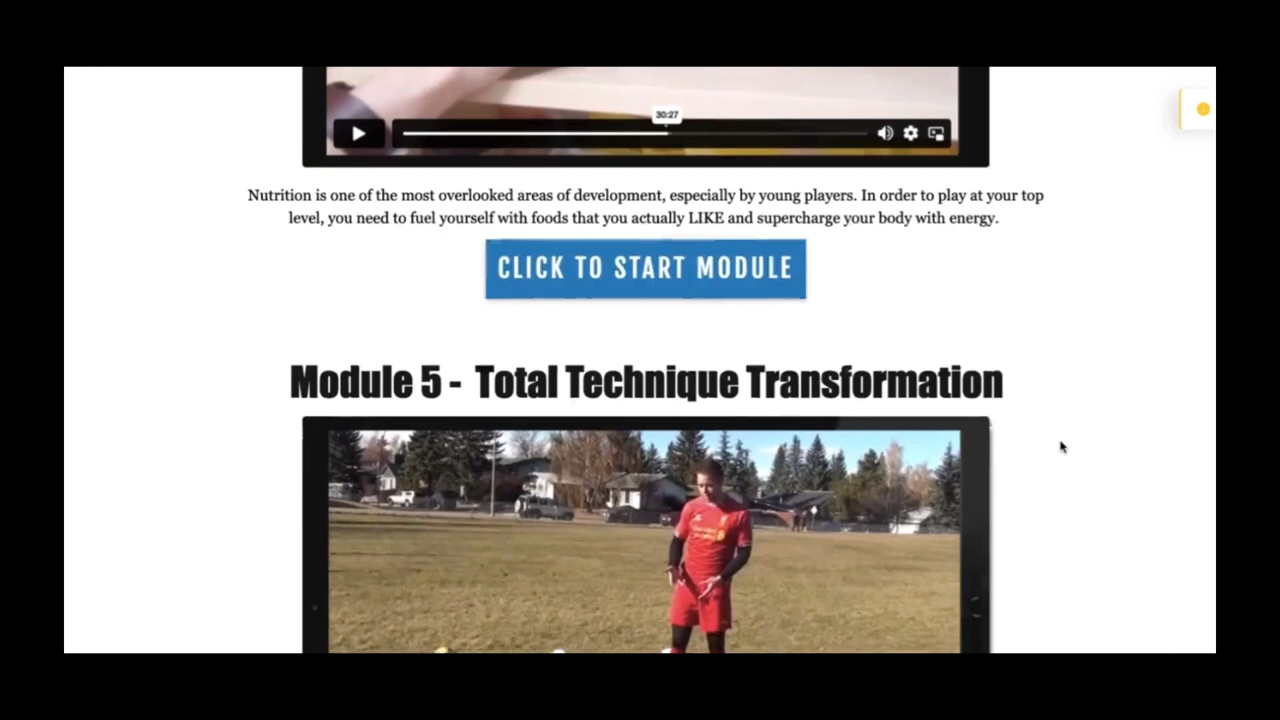 30:27
Nutrition is one of the most overlooked areas of development, especially by young players. In order to play at your top
level, you need to fuel yourself with foods that you actually LIKE and supercharge your body with energy.
CLICK TO START MODULE
Module 5 - Total Technique Transformation